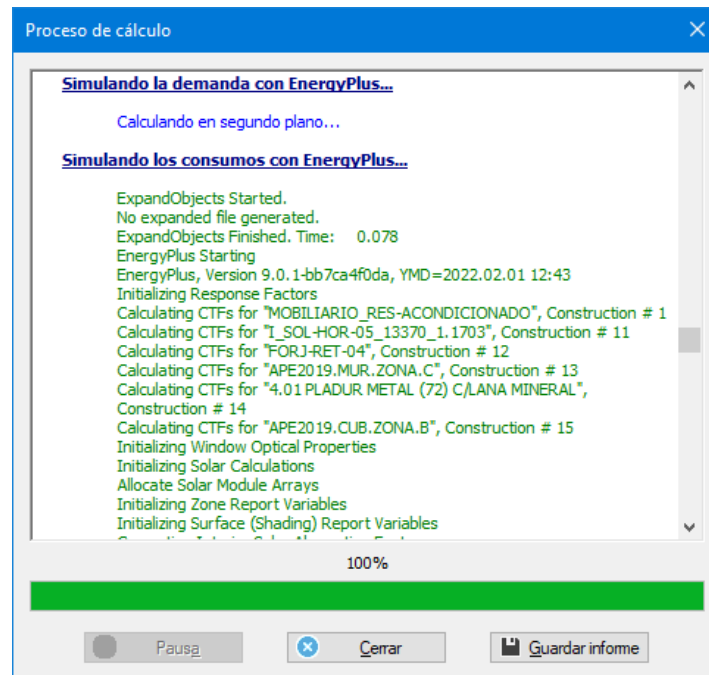 Proceso de cálculo
Simulando la demanda con EnergyPlus...
Calculando en segundo plano...
Simulando los consumos con EnergyPlus...
ExpandObjects Started.
No expanded file generated.
ExpandObjects Finished. Time: 0.078
EnergyPlus Starting
EnergyPlus, Version 9.0.1-bb7ca4f0da, YMD=2022.02.01 12:43
Initializing Response Factors
Calculating CTFs for "MOBILIARIO_RES-ACONDICIONADO", Construction # 1
Calculating CTFs for "I_SOL-HOR-05_13370_1.1703", Construction # 11
Calculating CTFs for "FORJ-RET-04", Construction # 12
Calculating CTFs for "APE2019.MUR.ZONA.C", Construction # 13
Calculating CTFs for "4.01 PLADUR METAL (72) C/LANA MINERAL",
Construction # 14
Calculating CTFs for "APE2019.CUB.ZONA.B", Construction # 15
Initializing Window Optical Properties
Initializing Solar Calculations
Allocate Solar Module Arrays
Initializing Zone Report Variables
Initializing Surface (Shading) Report Variables
100%
Pausa
Cerrar
Guardar informe